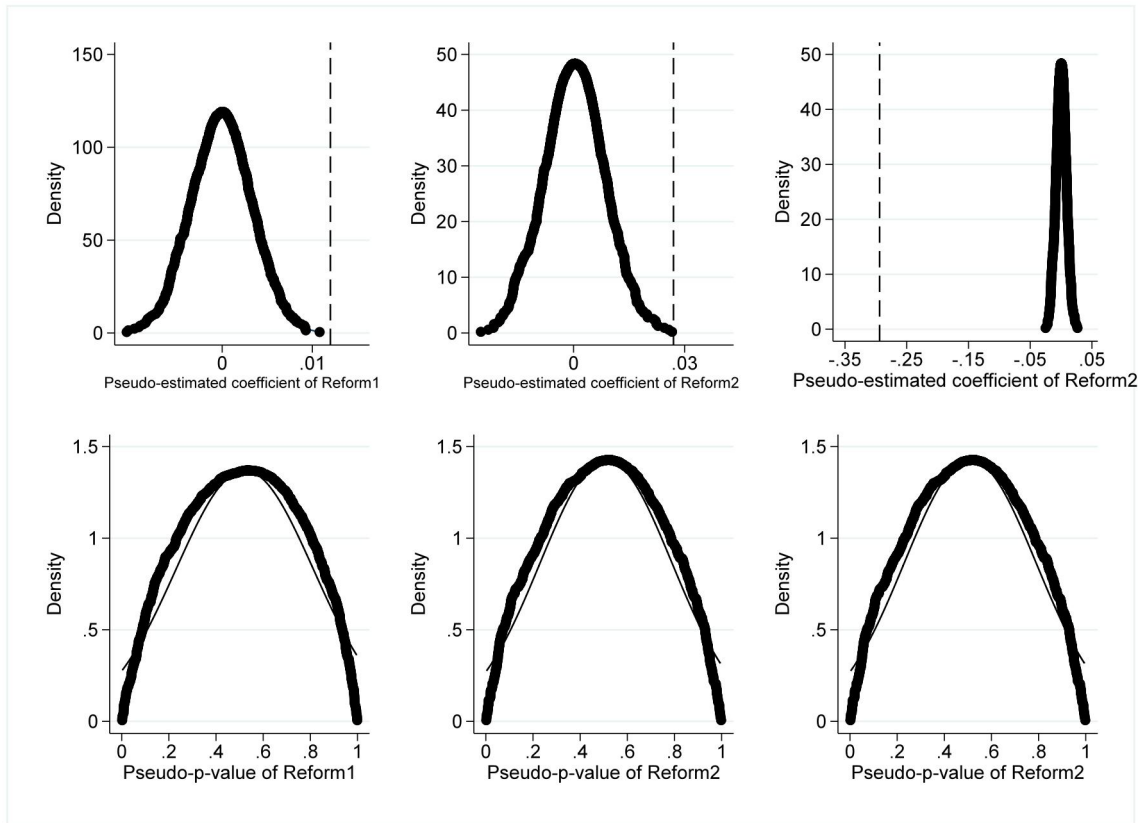 150
100
50
0
Density
0
.01
Pseudo-estimated coefficient of Reform1
50
40
30
20
10
0
Density
0
.03
Pseudo-estimated coefficient of Reform2
50
40
30
20
10
0
Density
-.35
-.25
-.15
-.05
.05
Pseudo-estimated coefficient of Reform2
1.5
1
.5
0
Density
0 .2 .4 .6 .8 1
Pseudo-p-value of Reform1
1.5
1
.5
0
Density
0 .2 .4 .6 .8 1
Pseudo-p-value of Reform2
1.5
1
.5
0
Density
0 .2 .4 .6 .8 1
Pseudo-p-value of Reform2